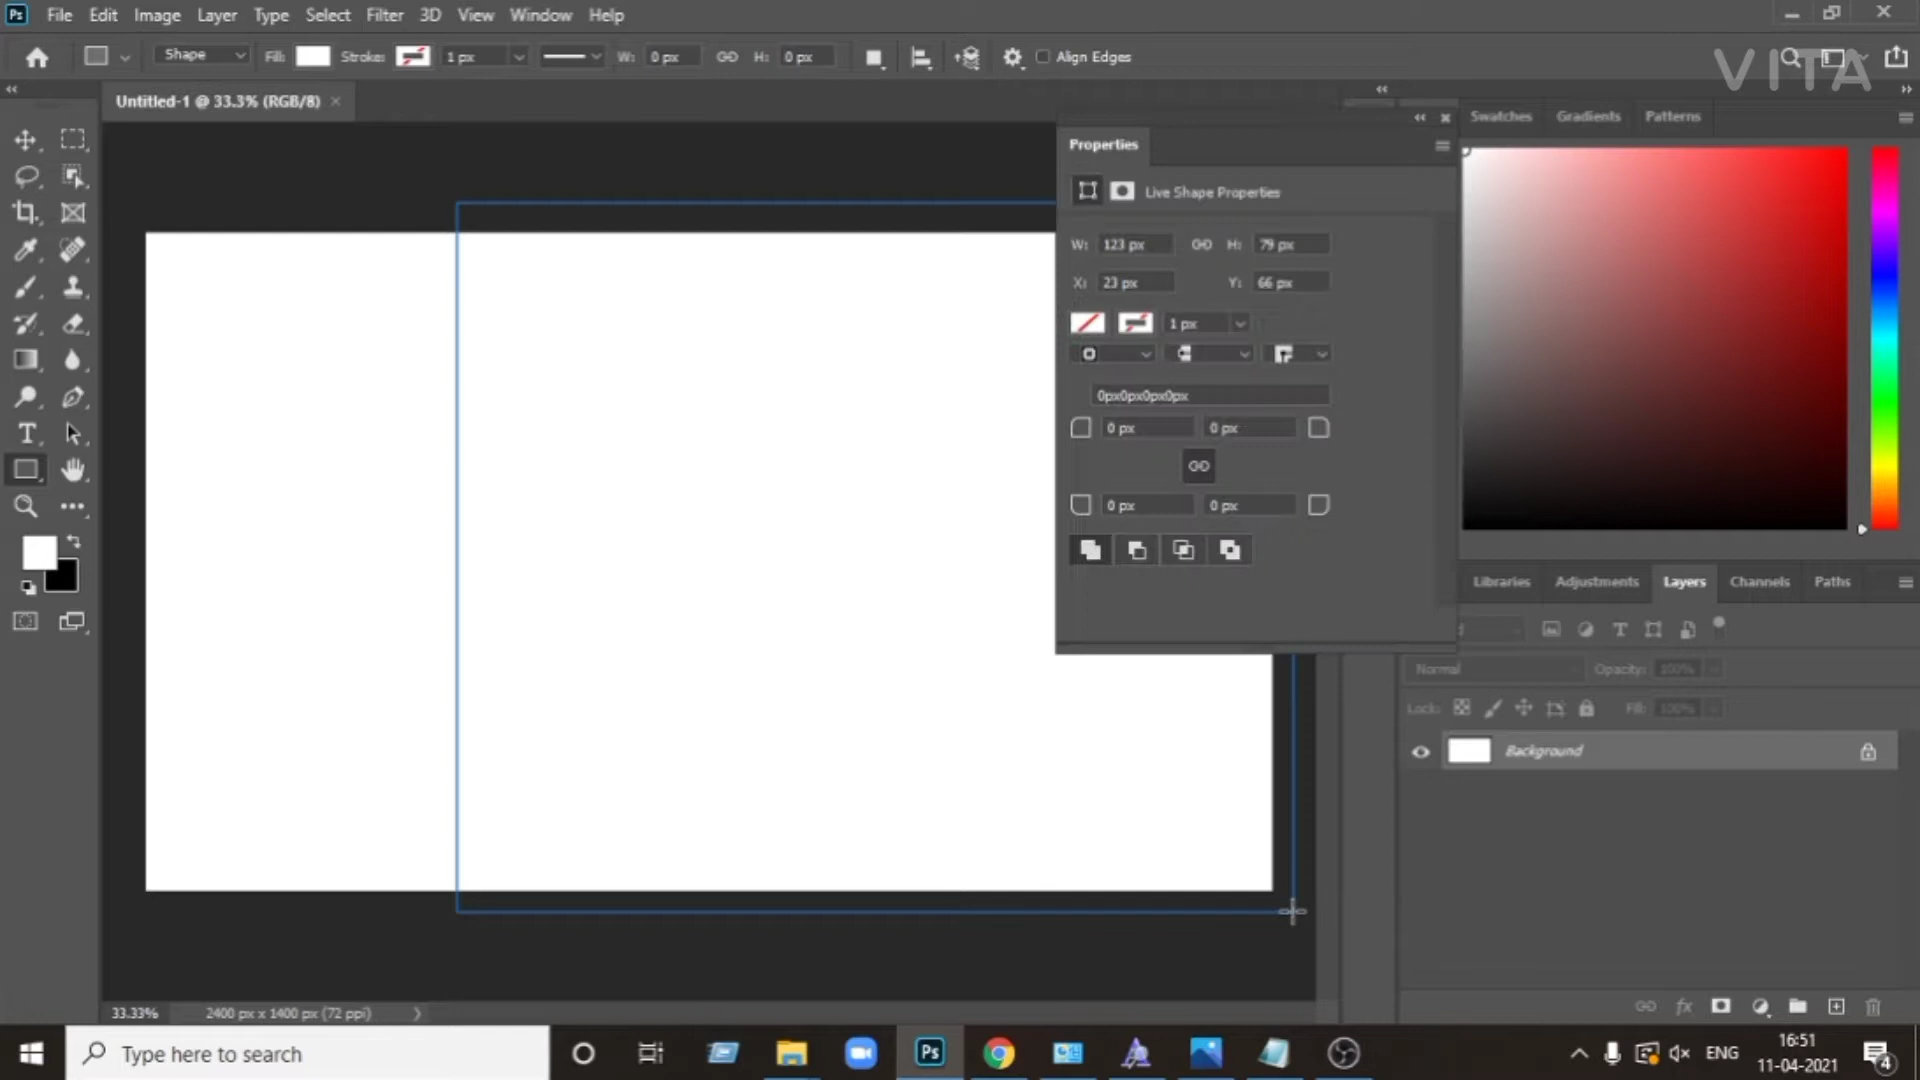 Ps File Edit Image Layer Type Select Filter 3D View Window Help
Shape Fill: Stroke: 1 px W: 0 px H: 0 px Align Edges
VITA
Untitled-1 @ 33.3% (RGB/8) ×
Swatches Gradients Patterns
Properties
Live Shape Properties
W: 123 px H: 79 px
X: 23 px Y: 66 px
1 px
0px0px0px0px
0 px 0 px
0 px 0 px
Libraries Adjustments Layers Channels Paths
Normal Opacity: 100%
Lock: Fill: 100%
Background
33.33% 2400 px x 1400 px (72 ppi)
Type here to search
Ps
ENG
16:51
11-04-2021
4